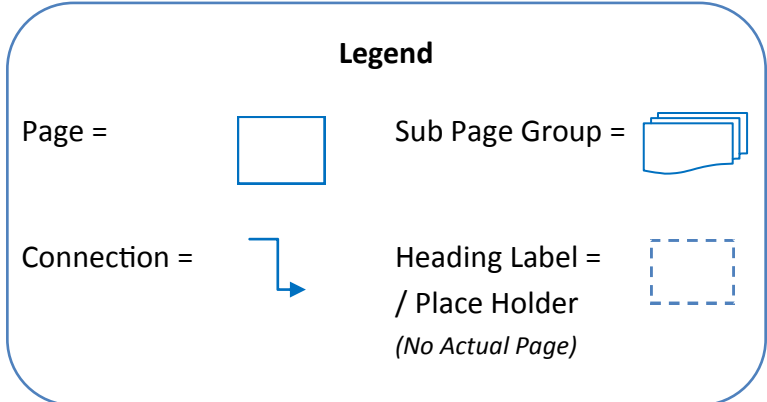 Legend
Page =
Sub Page Group =
Connection =
Heading Label =
/ Place Holder
(No Actual Page)